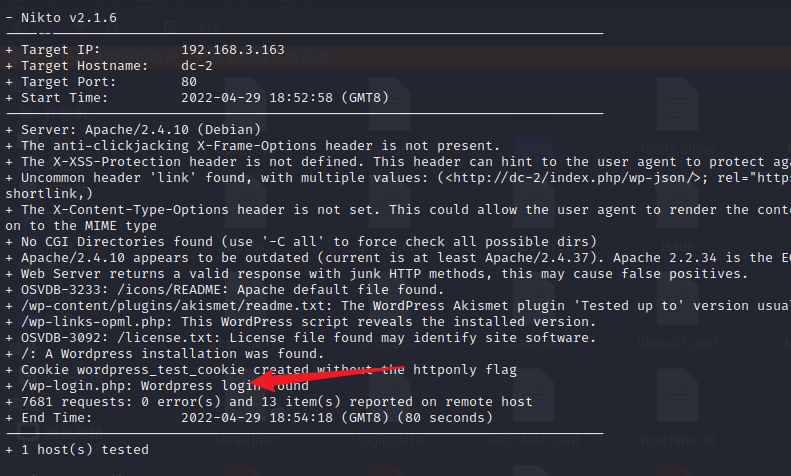 - Nikto v2.1.6
+ Target IP: 192.168.3.163
+ Target Hostname: dc-2
+ Target Port: 80
+ Start Time: 2022-04-29 18:52:58 (GMT8)
+ Server: Apache/2.4.10 (Debian)
+ The anti-clickjacking X-Frame-Options header is not present.
+ The X-XSS-Protection header is not defined. This header can hint to the user agent to protect aga
+ Uncommon header 'link' found, with multiple values: (<http://dc-2/index.php/wp-json/>; rel="https
shortlink,)
+ The X-Content-Type-Options header is not set. This could allow the user agent to render the conte
on to the MIME type
+ No CGI Directories found (use '-C all' to force check all possible dirs)
+ Apache/2.4.10 appears to be outdated (current is at least Apache/2.4.37). Apache 2.2.34 is the EO
+ Web Server returns a valid response with junk HTTP methods, this may cause false positives.
+ OSVDB-3233: /icons/README: Apache default file found.
+ /wp-content/plugins/akismet/readme.txt: The WordPress Akismet plugin 'Tested up to' version usual
+ /wp-links-opml.php: This WordPress script reveals the installed version.
+ OSVDB-3092: /license.txt: License file found may identify site software.
+ /: A Wordpress installation was found.
+ Cookie wordpress_test_cookie created without the httponly flag
+ /wp-login.php: Wordpress login found
+ 7681 requests: 0 error(s) and 13 item(s) reported on remote host
+ End Time: 2022-04-29 18:54:18 (GMT8) (80 seconds)
+ 1 host(s) tested
hosts.allow
issue
libaudit.conf
localtime
login.defs
logrotate.conf
machine-id